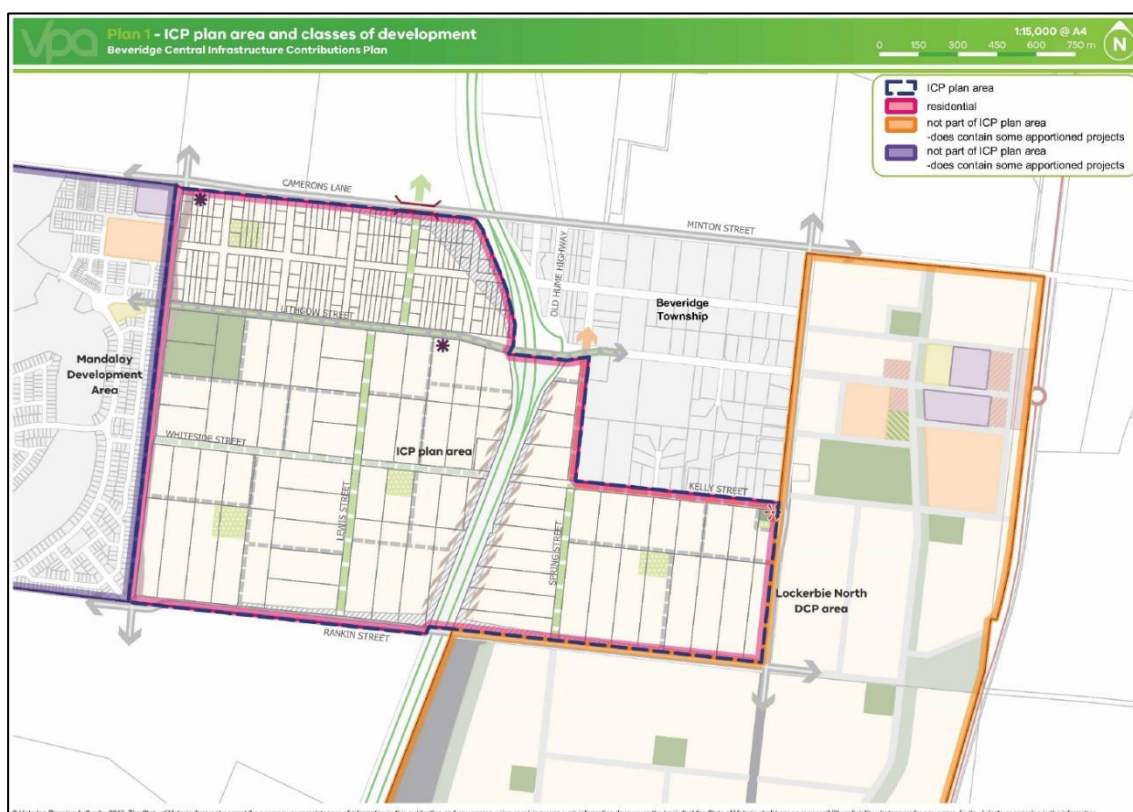 vpa
Plan 1 - ICP plan area and classes of development
Beveridge Central Infrastructure Contributions Plan
1:15,000 @ A4
0 150 300 450 600 750 m
N
ICP plan area
residential
not part of ICP plan area
-does contain some apportioned projects
not part of ICP plan area
-does contain some apportioned projects
CAMERONS LANE
MINTON STREET
OLD HUME HIGHWAY
Beveridge
Township
LITHGOW STREET
Mandalay
Development
Area
WHITESIDE STREET
ICP plan area
LEWIS STREET
KELLY STREET
SPRING STREET
Lockerbie North
DCP area
RANKIN STREET